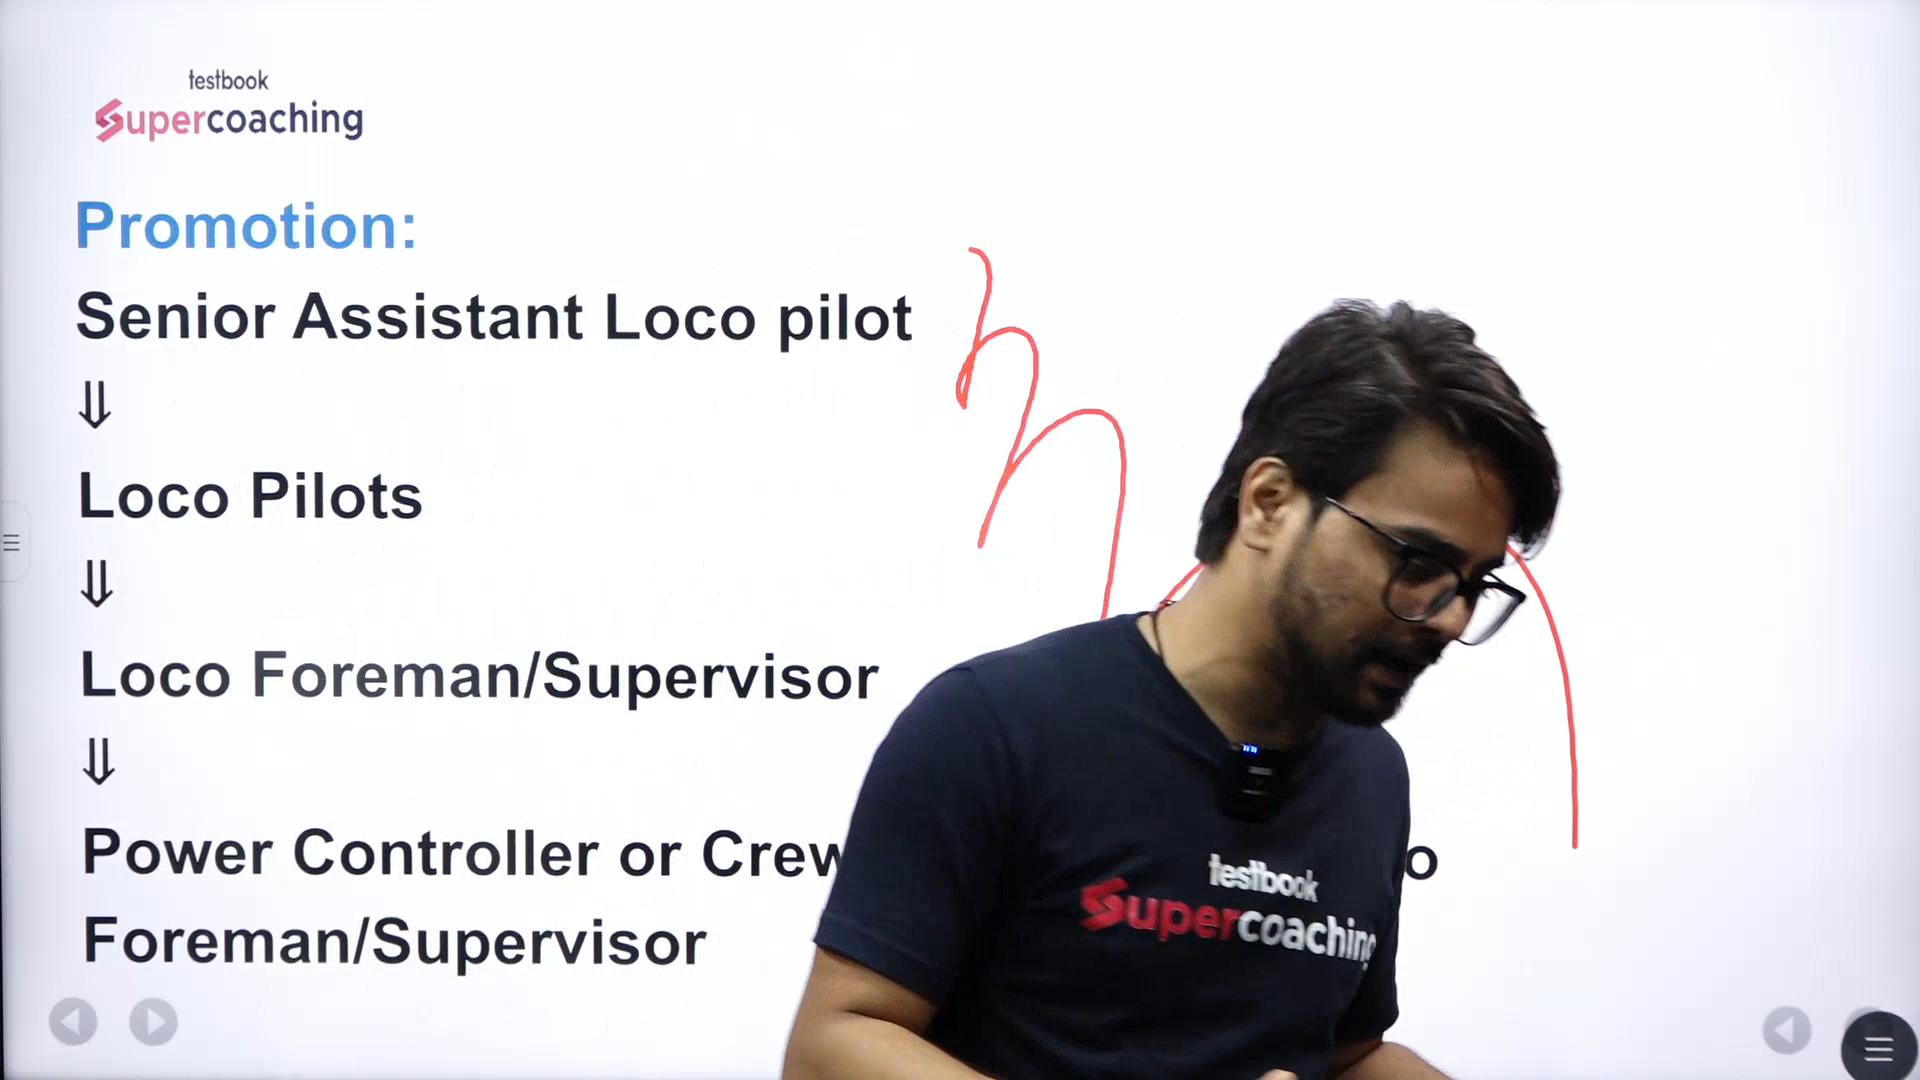 testbook
Supercoaching
Promotion:
Senior Assistant Loco pilot
⇓
Loco Pilots
⇓
Loco Foreman/Supervisor
⇓
Power Controller or Crew
Foreman/Supervisor
testbook
Supercoaching